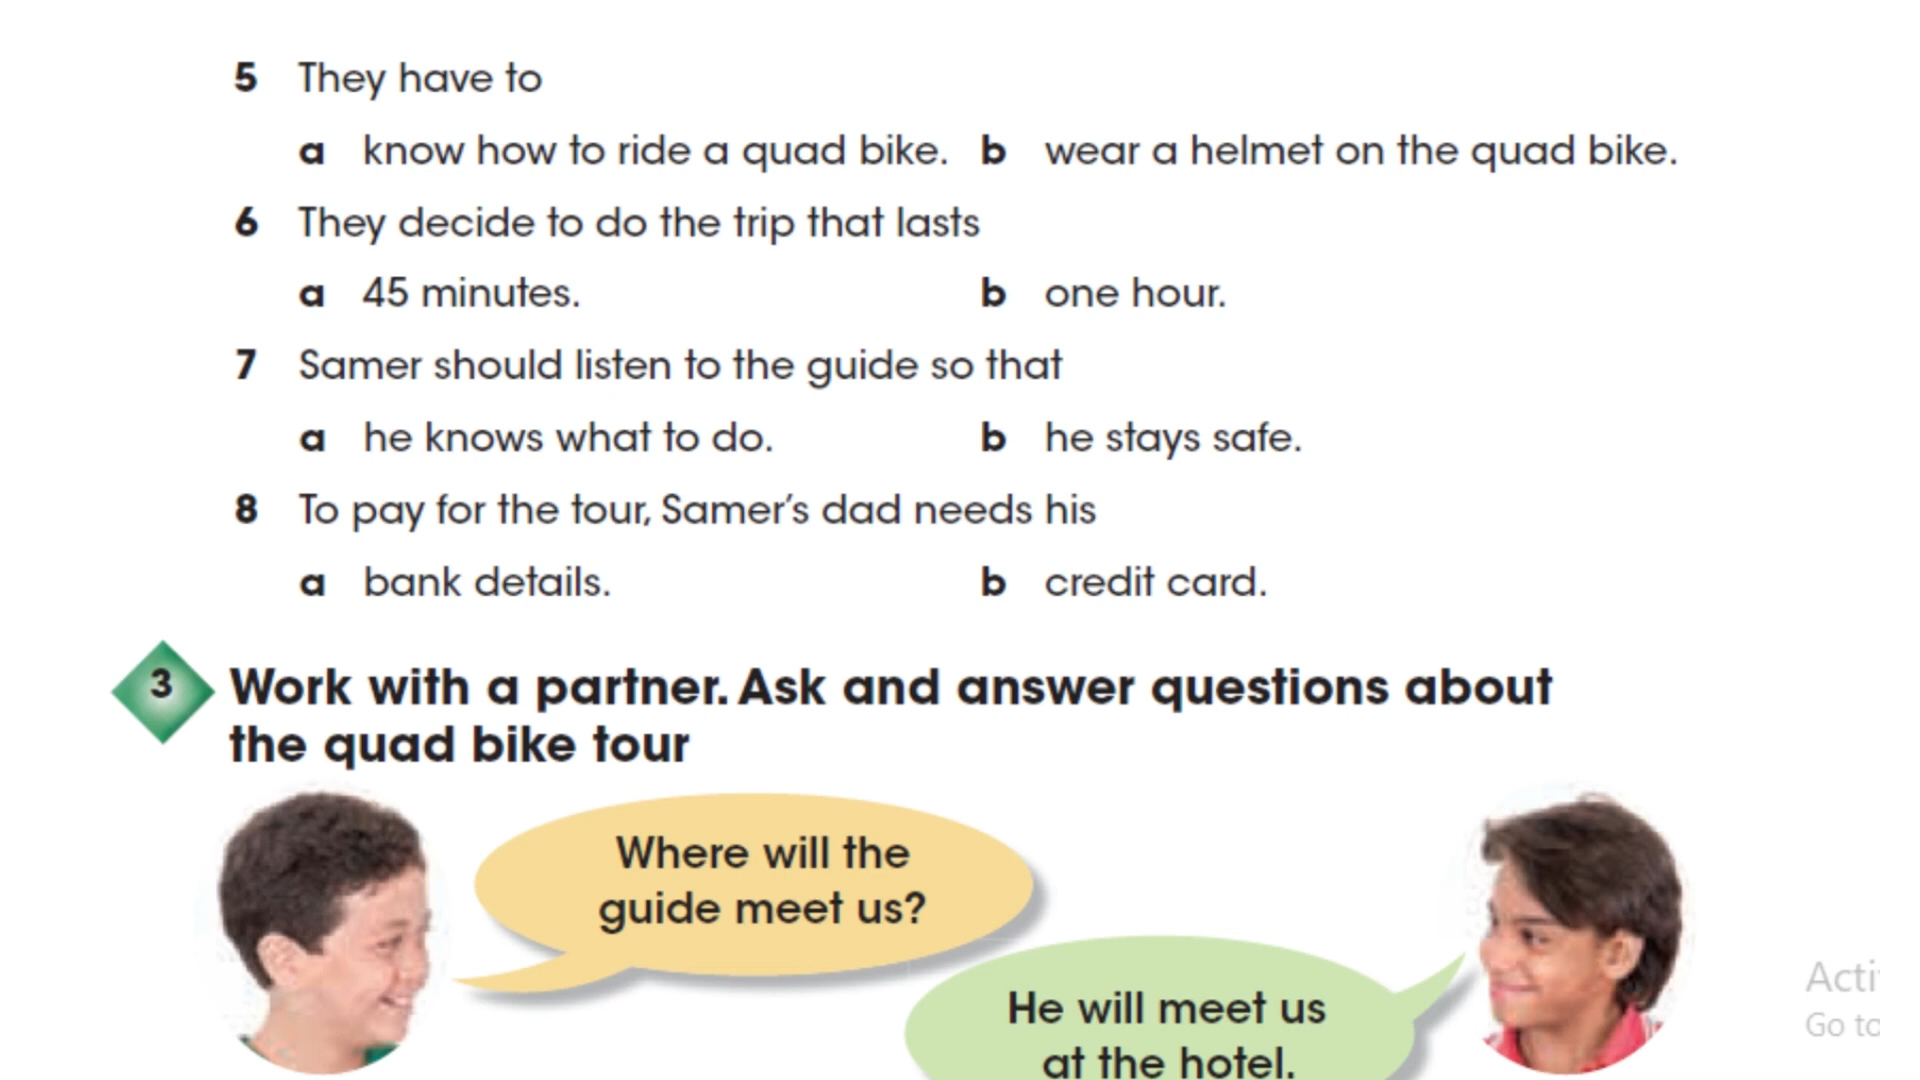 5 They have to
a know how to ride a quad bike. b wear a helmet on the quad bike.
6 They decide to do the trip that lasts
a 45 minutes. b one hour.
7 Samer should listen to the guide so that
a he knows what to do. b he stays safe.
8 To pay for the tour, Samer's dad needs his
a bank details. b credit card.
3 Work with a partner. Ask and answer questions about
the quad bike tour
Where will the
guide meet us?
He will meet us
at the hotel.
Acti
Go to